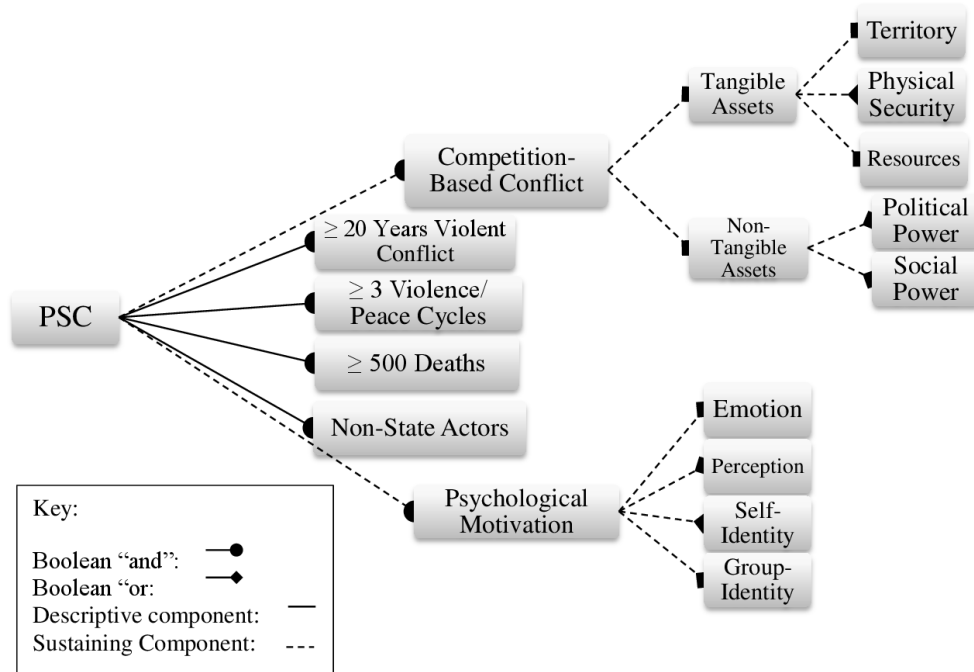 Territory
Tangible
Assets
Physical
Security
Resources
Competition-
Based Conflict
Political
Power
Non-
Tangible
Assets
Social
Power
≥ 20 Years Violent
Conflict
≥ 3 Violence/
Peace Cycles
PSC
≥ 500 Deaths
Non-State Actors
Emotion
Perception
Psychological
Motivation
Self-
Identity
Group-
Identity
Key:
Boolean “and”:
Boolean “or:
Descriptive component:
Sustaining Component: